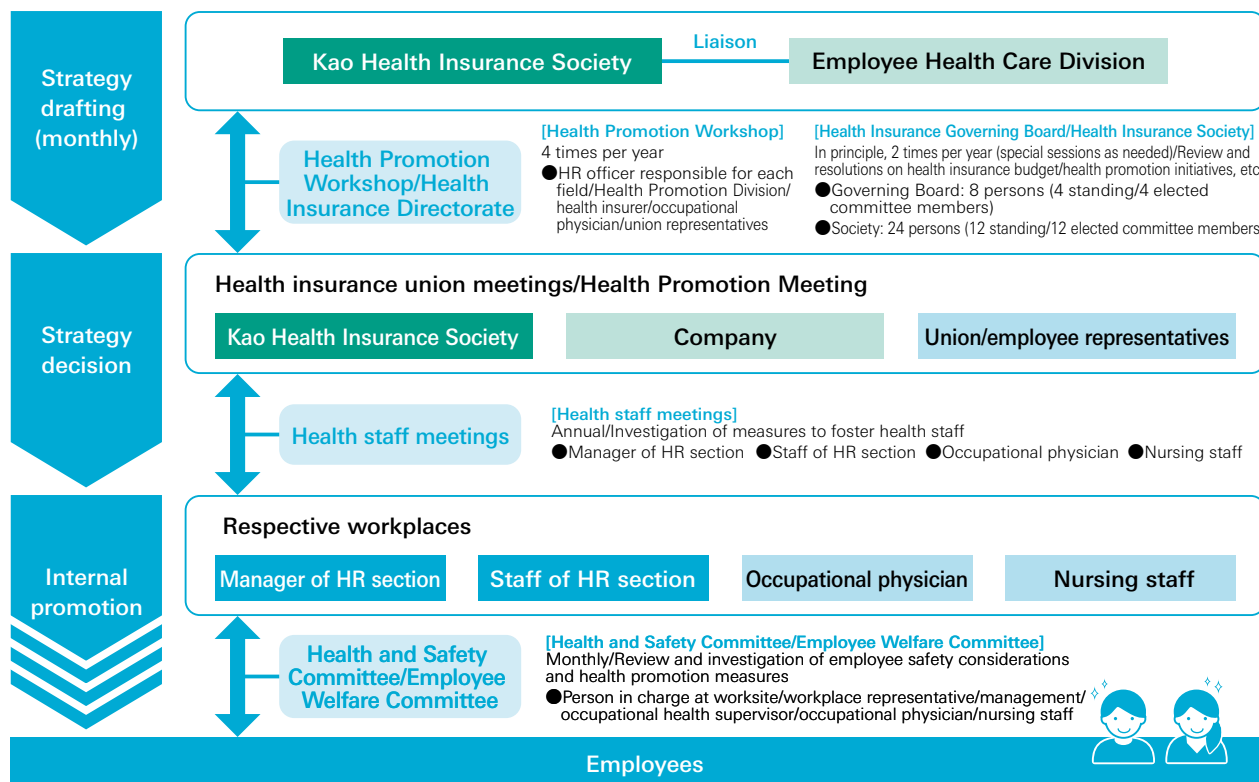 Strategy
drafting
(monthly)
Kao Health Insurance Society
Liaison
Employee Health Care Division
Health Promotion
Workshop/Health
Insurance Directorate
[Health Promotion Workshop]
4 times per year
●HR officer responsible for each
field/Health Promotion Division/
health insurer/occupational
physician/union representatives
[Health Insurance Governing Board/Health Insurance Society]
In principle, 2 times per year (special sessions as needed)/Review and
resolutions on health insurance budget/health promotion initiatives, etc
●Governing Board: 8 persons (4 standing/4 elected
committee members)
●Society: 24 persons (12 standing/12 elected committee members
Strategy
decision
Health insurance union meetings/Health Promotion Meeting
Kao Health Insurance Society
Company
Union/employee representatives
Health staff meetings
[Health staff meetings]
Annual/Investigation of measures to foster health staff
●Manager of HR section ●Staff of HR section ●Occupational physician ●Nursing staff
Internal
promotion
Respective workplaces
Manager of HR section
Staff of HR section
Occupational physician
Nursing staff
Health and Safety
Committee/Employee
Welfare Committee
[Health and Safety Committee/Employee Welfare Committee]
Monthly/Review and investigation of employee safety considerations
and health promotion measures
●Person in charge at worksite/workplace representative/management/
occupational health supervisor/occupational physician/nursing staff
Employees